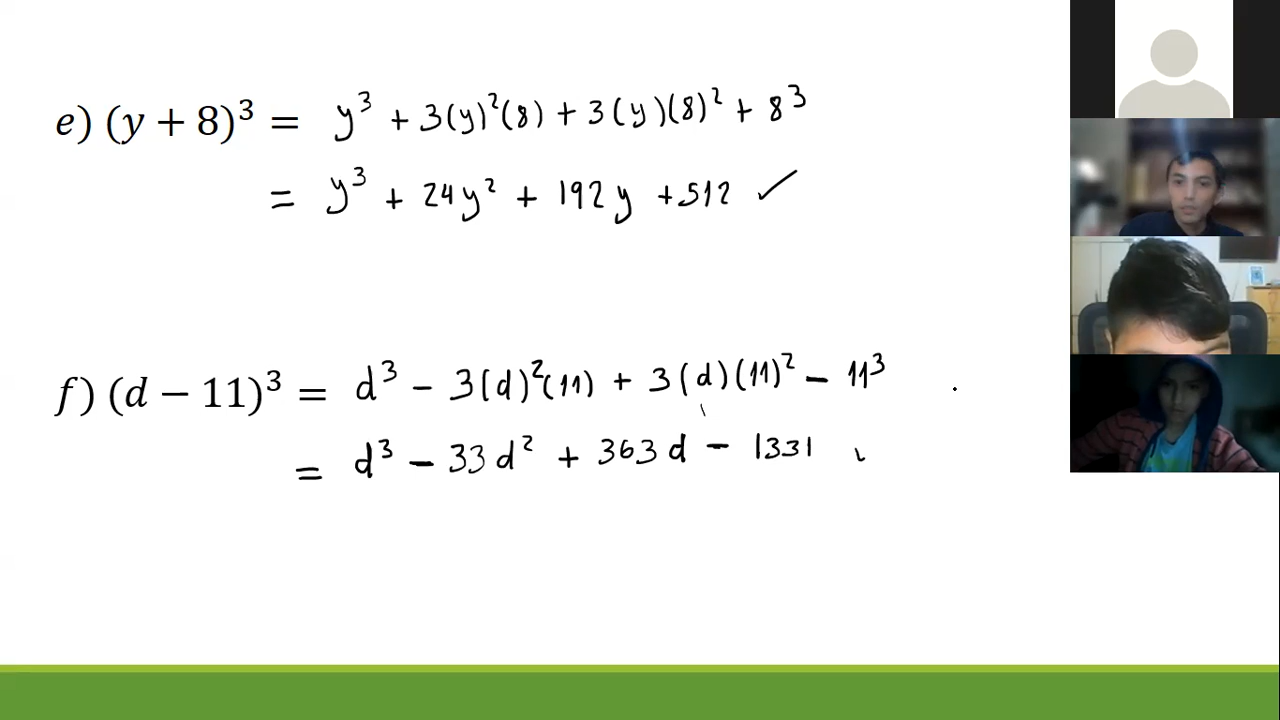 e) (y + 8)³ = y³ + 3(y)²(8) + 3(y)(8)² + 8³
= y³ + 24y² + 192y + 512 ✓
f) (d − 11)³ = d³ − 3(d)²(11) + 3(d)(11)² − 11³
= d³ − 33d² + 363d − 1331